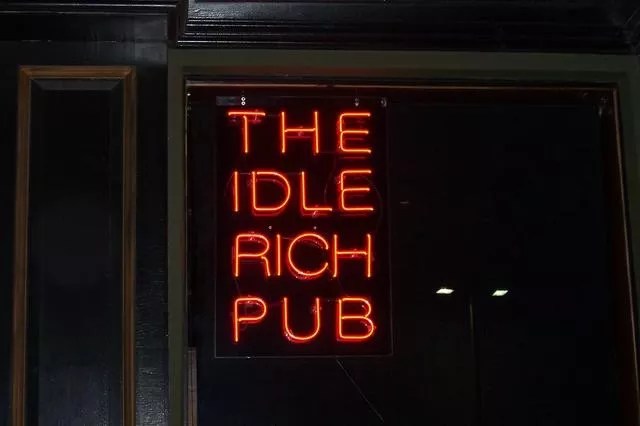 THE
IDLE
RICH
PUB